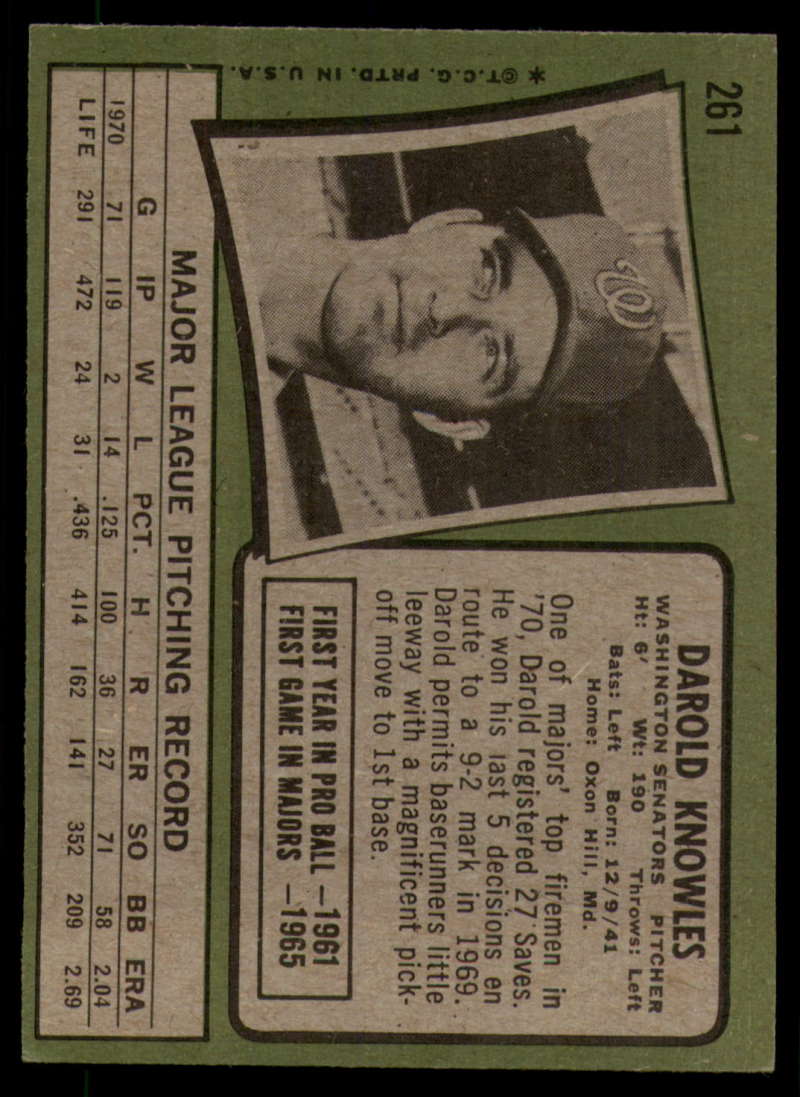 261
✱©T.C.G. PRTD. IN U.S.A.
W
DAROLD KNOWLES
WASHINGTON SENATORS PITCHER
Ht: 6' Wt: 190 Throws: Left
Bats: Left Born: 12/9/41
Home: Oxon Hill, Md.
One of majors' top firemen in
'70, Darold registered 27 Saves.
He won his last 5 decisions en
route to a 9-2 mark in 1969.
Darold permits baserunners little
leeway with a magnificent pick-
off move to 1st base.
FIRST YEAR IN PRO BALL —1961
FIRST GAME IN MAJORS —1965
MAJOR LEAGUE PITCHING RECORD
G IP W L PCT. H R ER SO BB ERA
1970 71 119 2 14 .125 100 36 27 71 58 2.04
LIFE 291 472 24 31 .436 414 162 141 352 209 2.69